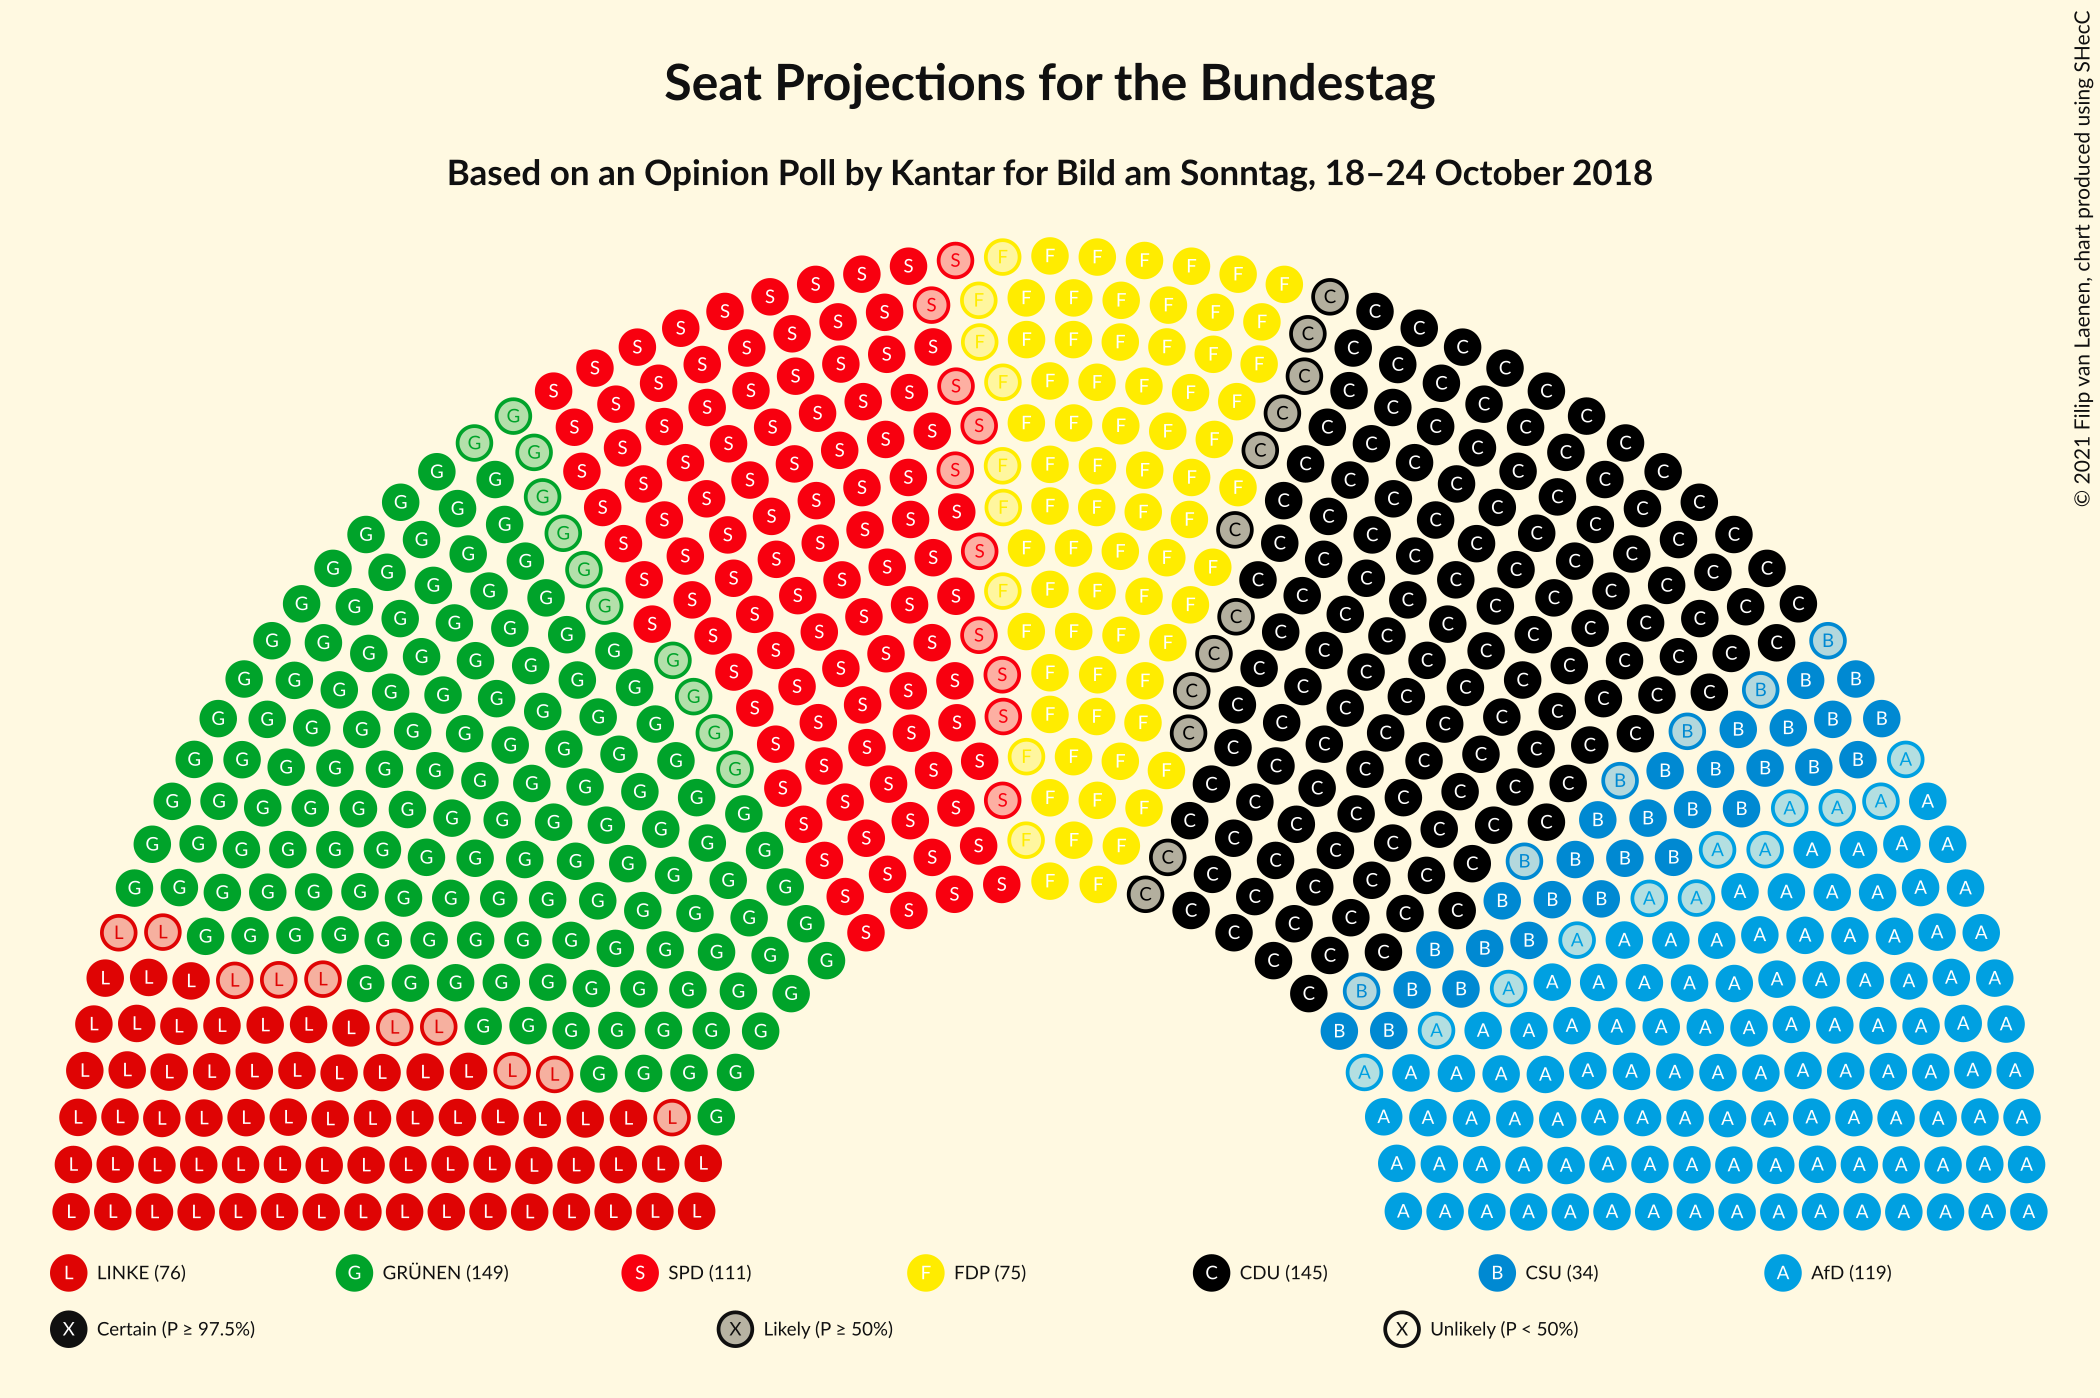 Seat Projections for the Bundestag
Based on an Opinion Poll by Kantar for Bild am Sonntag, 18–24 October 2018
© 2021 Filip van Laenen, chart produced using SHecC
L LINKE (76)
G GRÜNEN (149)
S SPD (111)
F FDP (75)
C CDU (145)
B CSU (34)
A AfD (119)
X Certain (P ≥ 97.5%)
X Likely (P ≥ 50%)
X Unlikely (P < 50%)